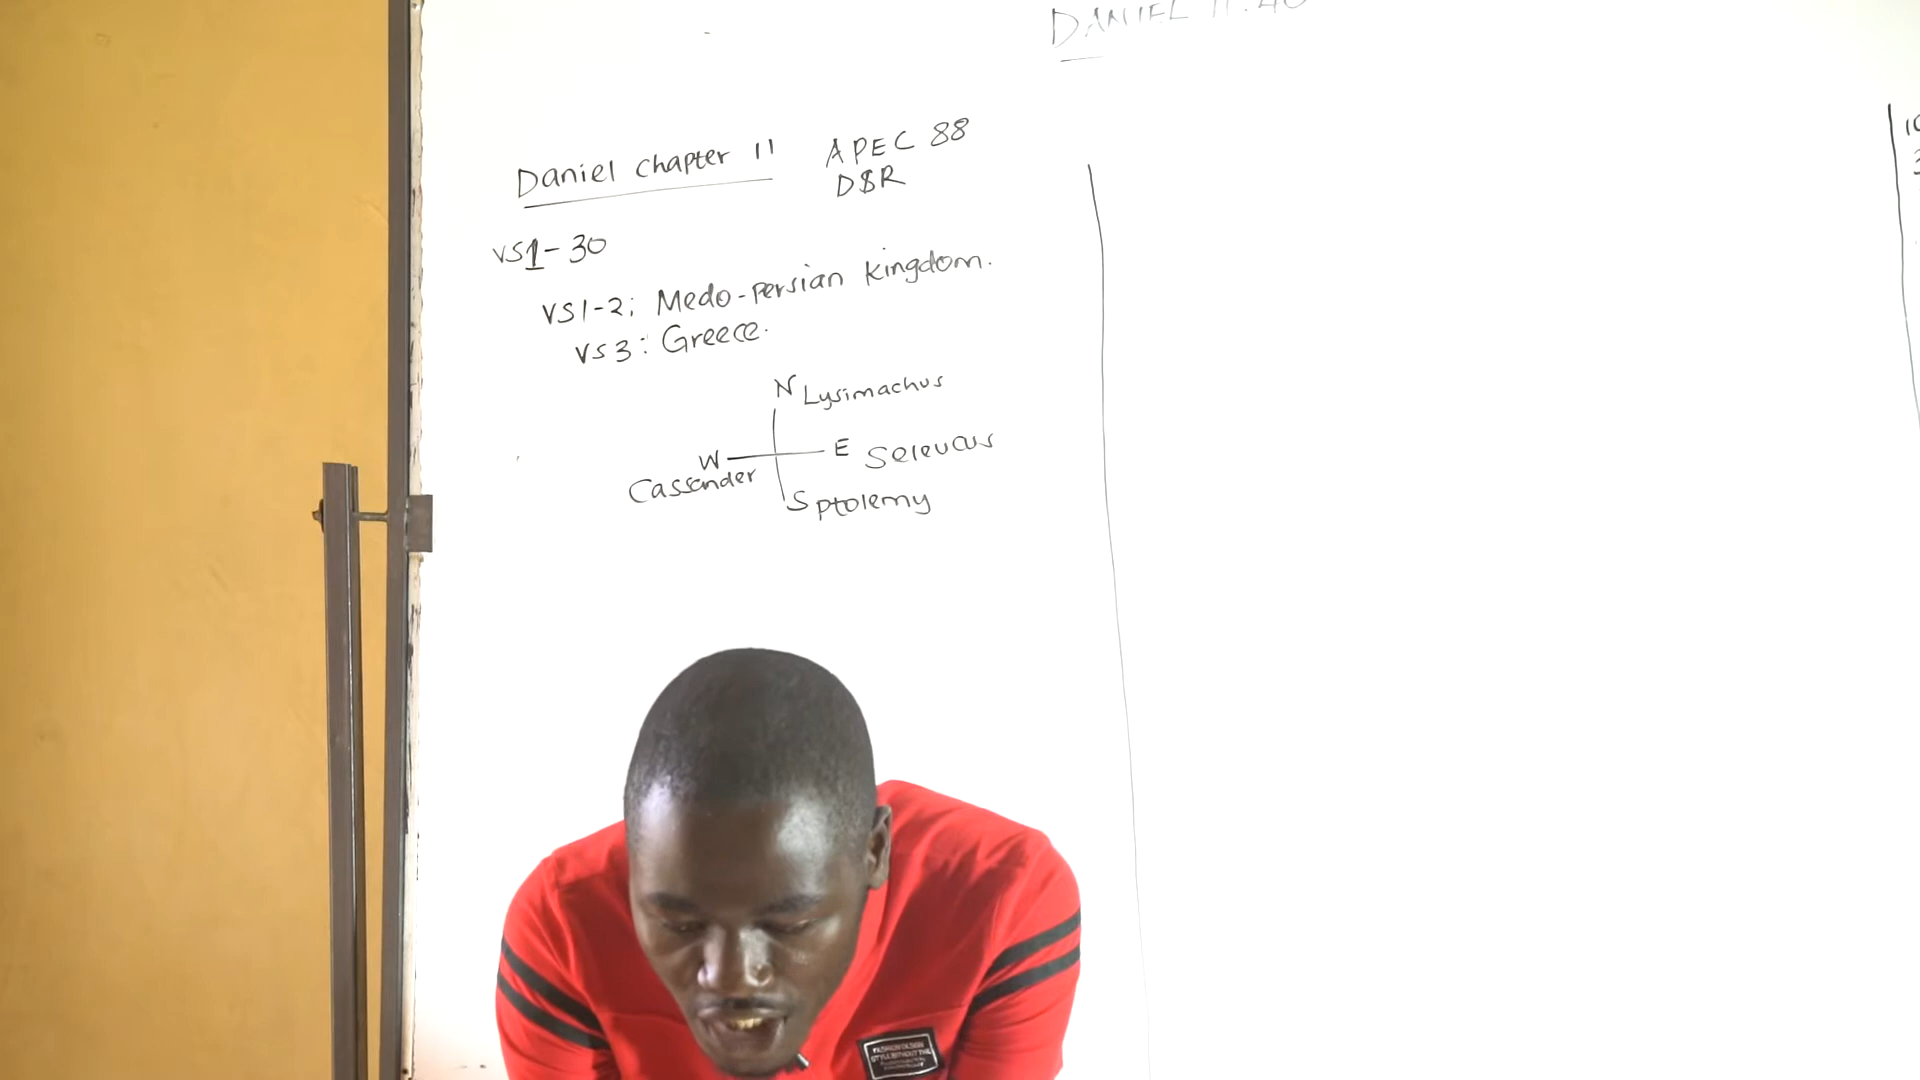 DANIEL 11:40
Daniel chapter 11
APEC 88
D&R
VS1-30
VS1-2; Medo-persian kingdom.
VS3: Greece.
N Lysimachus
W
E Seleucus
Cassander
S ptolemy